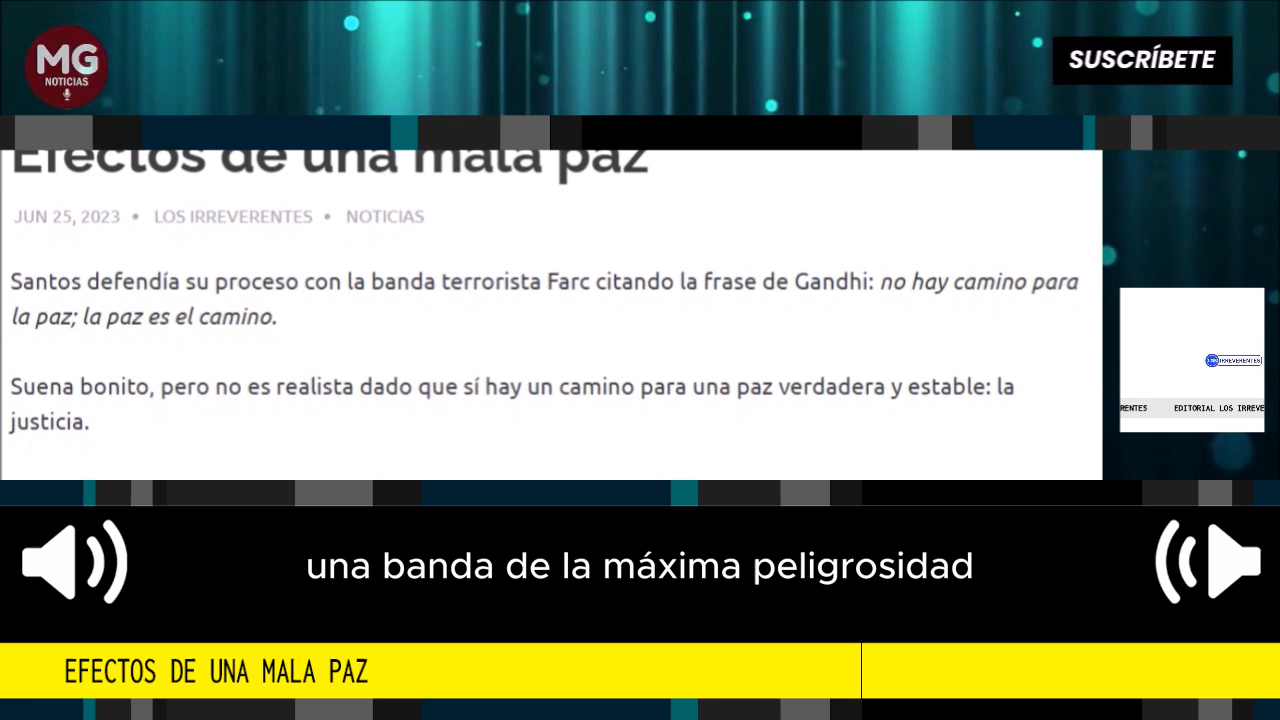 MG
NOTICIAS
SUSCRÍBETE
Efectos de una mala paz
JUN 25, 2023 • LOS IRREVERENTES • NOTICIAS
Santos defendía su proceso con la banda terrorista Farc citando la frase de Gandhi: no hay camino para
la paz; la paz es el camino.
Suena bonito, pero no es realista dado que sí hay un camino para una paz verdadera y estable: la
justicia.
IRREVERENTES
RENTES EDITORIAL LOS IRREVE
una banda de la máxima peligrosidad
EFECTOS DE UNA MALA PAZ